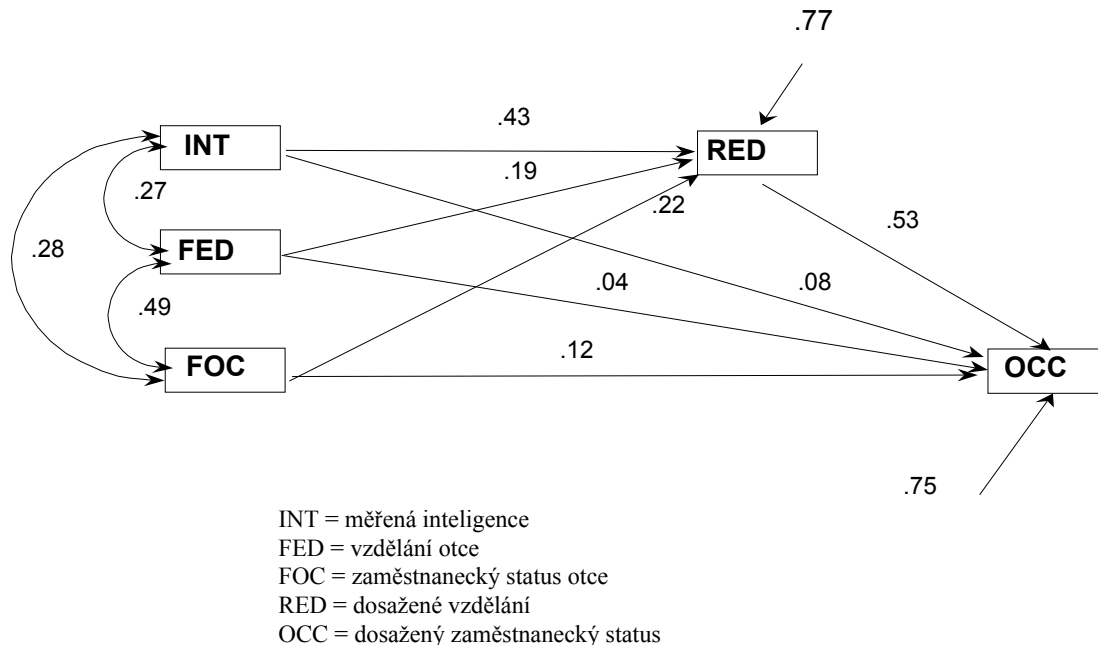 .77
.43
INT
RED
.19
.27
.22
.53
.28
FED
.04
.08
.49
.12
FOC
OCC
.75
INT = měřená inteligence
FED = vzdělání otce
FOC = zaměstnanecký status otce
RED = dosažené vzdělání
OCC = dosažený zaměstnanecký status